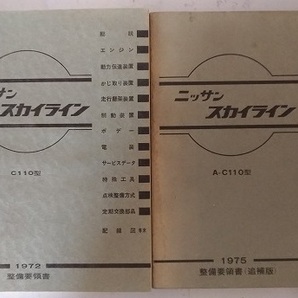 サン
スカイライン
C110型
1972
整備要領書
総説
エンジン
動力伝達装置
かじ取り装置
走行懸架装置
制動装置
ボデー
電装
サービスデータ
特殊工具
点検整備方式
定期交換部品
配線図
ニッサン
スカイライン
A-C110型
1975
整備要領書(追補版)